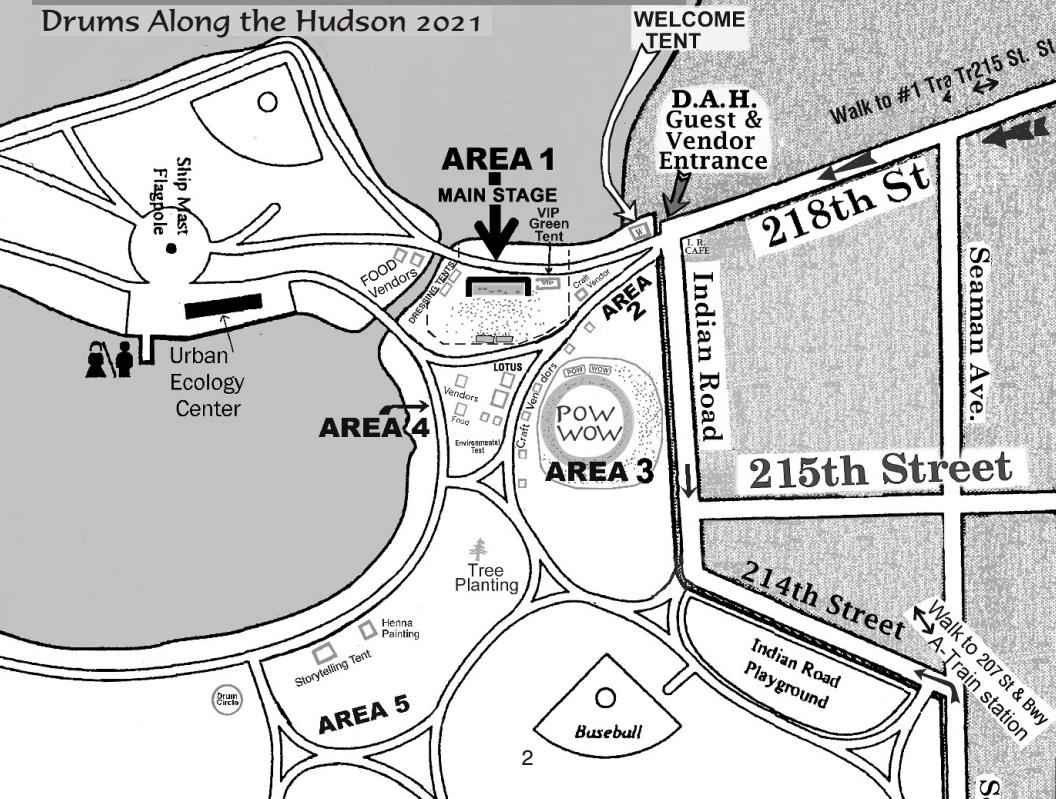 Drums Along the Hudson 2021
WELCOME
TENT
D.A.H.
Guest &
Vendor
Entrance
Walk to #1 Tra Tr215 St. St
AREA 1
MAIN STAGE
VIP
Green
Tent
Ship Mast
Flagpole
FOOD
Vendors
DRESSING TENTS
VIP
Craft
Vendor
AREA
2
W
I. R.
CAFE
218th St
Indian Road
Seaman Ave.
Urban
Ecology
Center
LOTUS
Vendors
Food
Environmental
Tent
AREA 4
Craft Vendors
POW WOW
POW
WOW
AREA 3
215th Street
Tree
Planting
214th Street
Walk to 207 St & Bwy
A-Train station
Henna
Painting
Storytelling Tent
Drum
Circle
AREA 5
Indian Road
Playground
Baseball
2